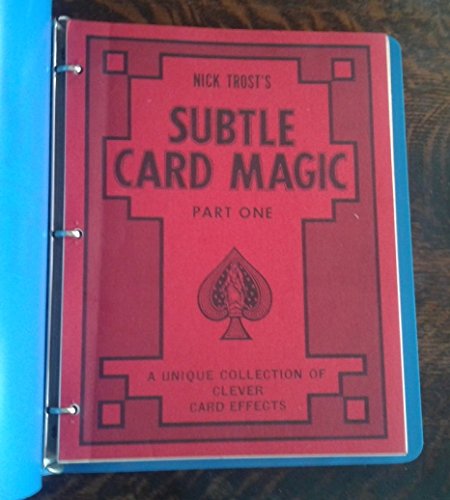 NICK TROST'S
SUBTLE
CARD MAGIC
PART ONE
A UNIQUE COLLECTION OF
CLEVER
CARD EFFECTS